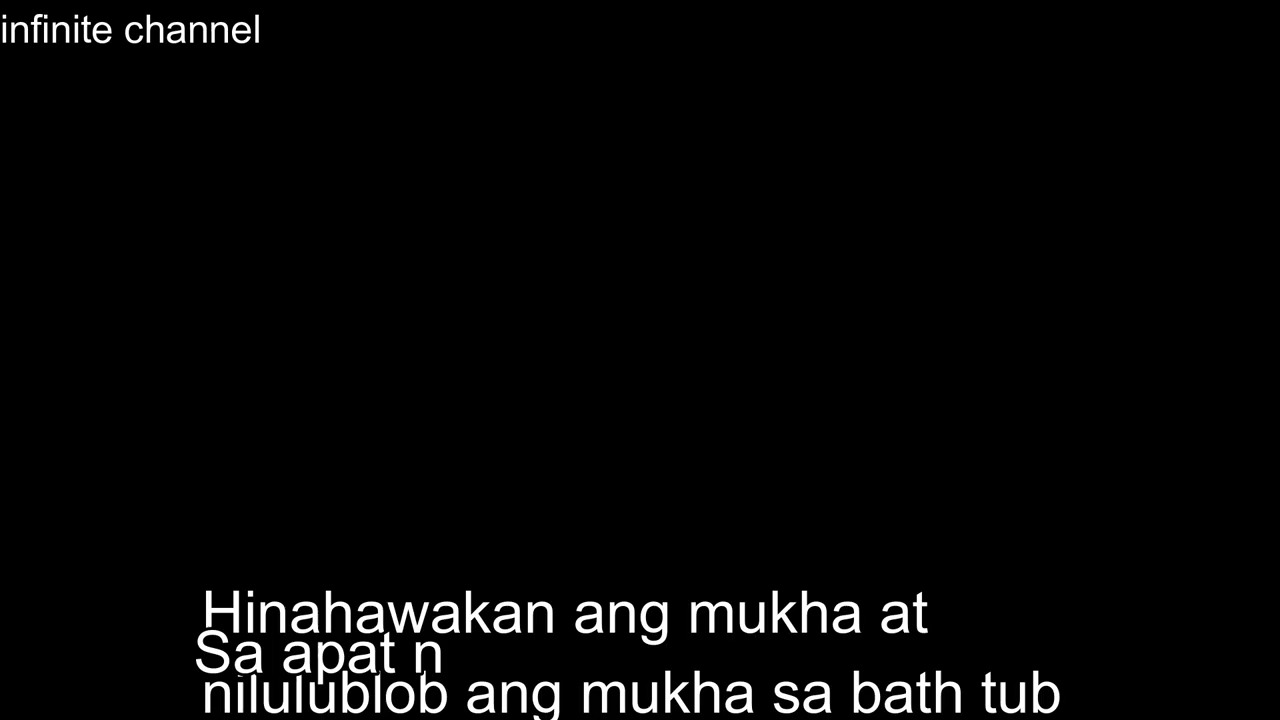 infinite channel
Hinahawakan ang mukha at
Sa apat n
nilulublob ang mukha sa bath tub